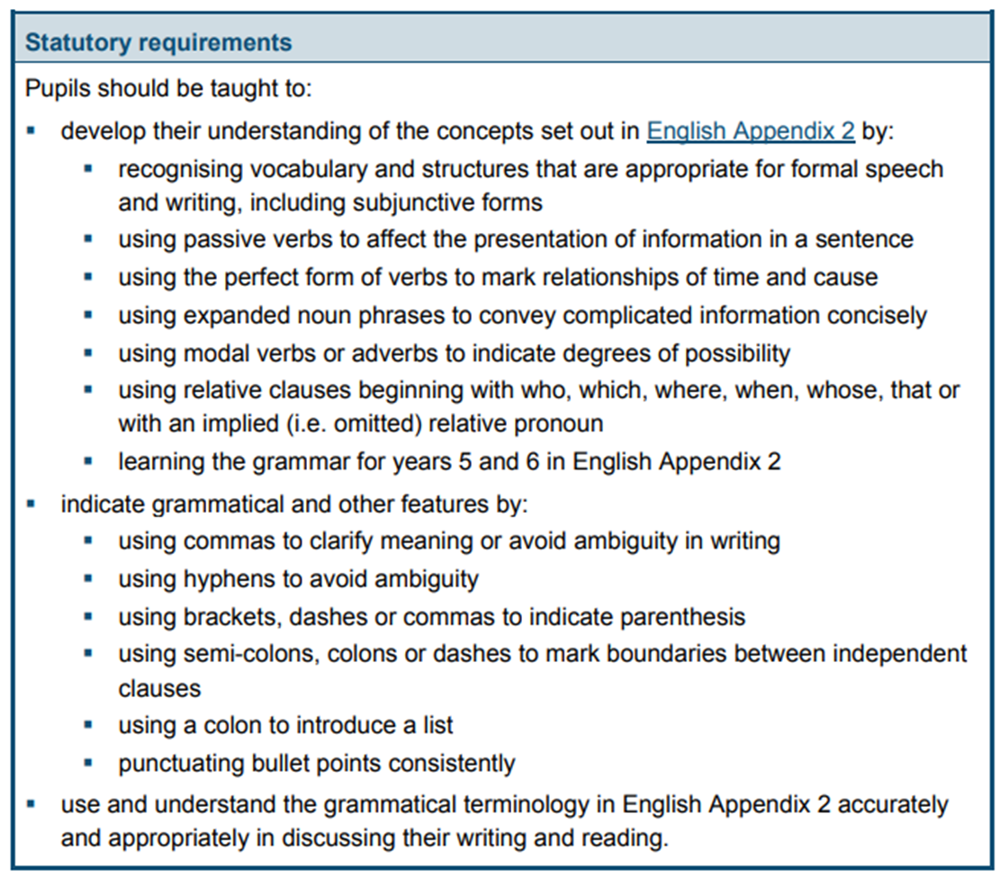 Statutory requirements
Pupils should be taught to:
▪ develop their understanding of the concepts set out in English Appendix 2 by:
▪ recognising vocabulary and structures that are appropriate for formal speech
and writing, including subjunctive forms
▪ using passive verbs to affect the presentation of information in a sentence
▪ using the perfect form of verbs to mark relationships of time and cause
▪ using expanded noun phrases to convey complicated information concisely
▪ using modal verbs or adverbs to indicate degrees of possibility
▪ using relative clauses beginning with who, which, where, when, whose, that or
with an implied (i.e. omitted) relative pronoun
▪ learning the grammar for years 5 and 6 in English Appendix 2
▪ indicate grammatical and other features by:
▪ using commas to clarify meaning or avoid ambiguity in writing
▪ using hyphens to avoid ambiguity
▪ using brackets, dashes or commas to indicate parenthesis
▪ using semi-colons, colons or dashes to mark boundaries between independent
clauses
▪ using a colon to introduce a list
▪ punctuating bullet points consistently
▪ use and understand the grammatical terminology in English Appendix 2 accurately
and appropriately in discussing their writing and reading.